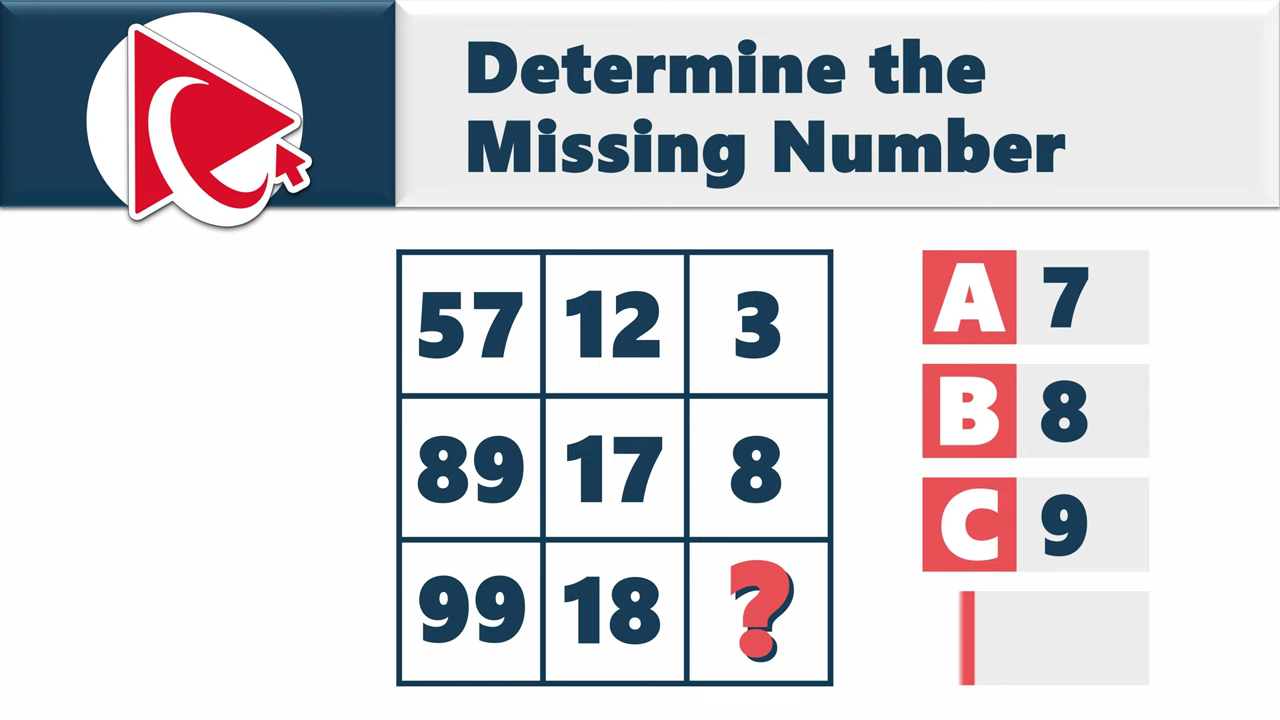 Determine the
Missing Number
57 12 3
89 17 8
99 18 ?
A 7
B 8
C 9